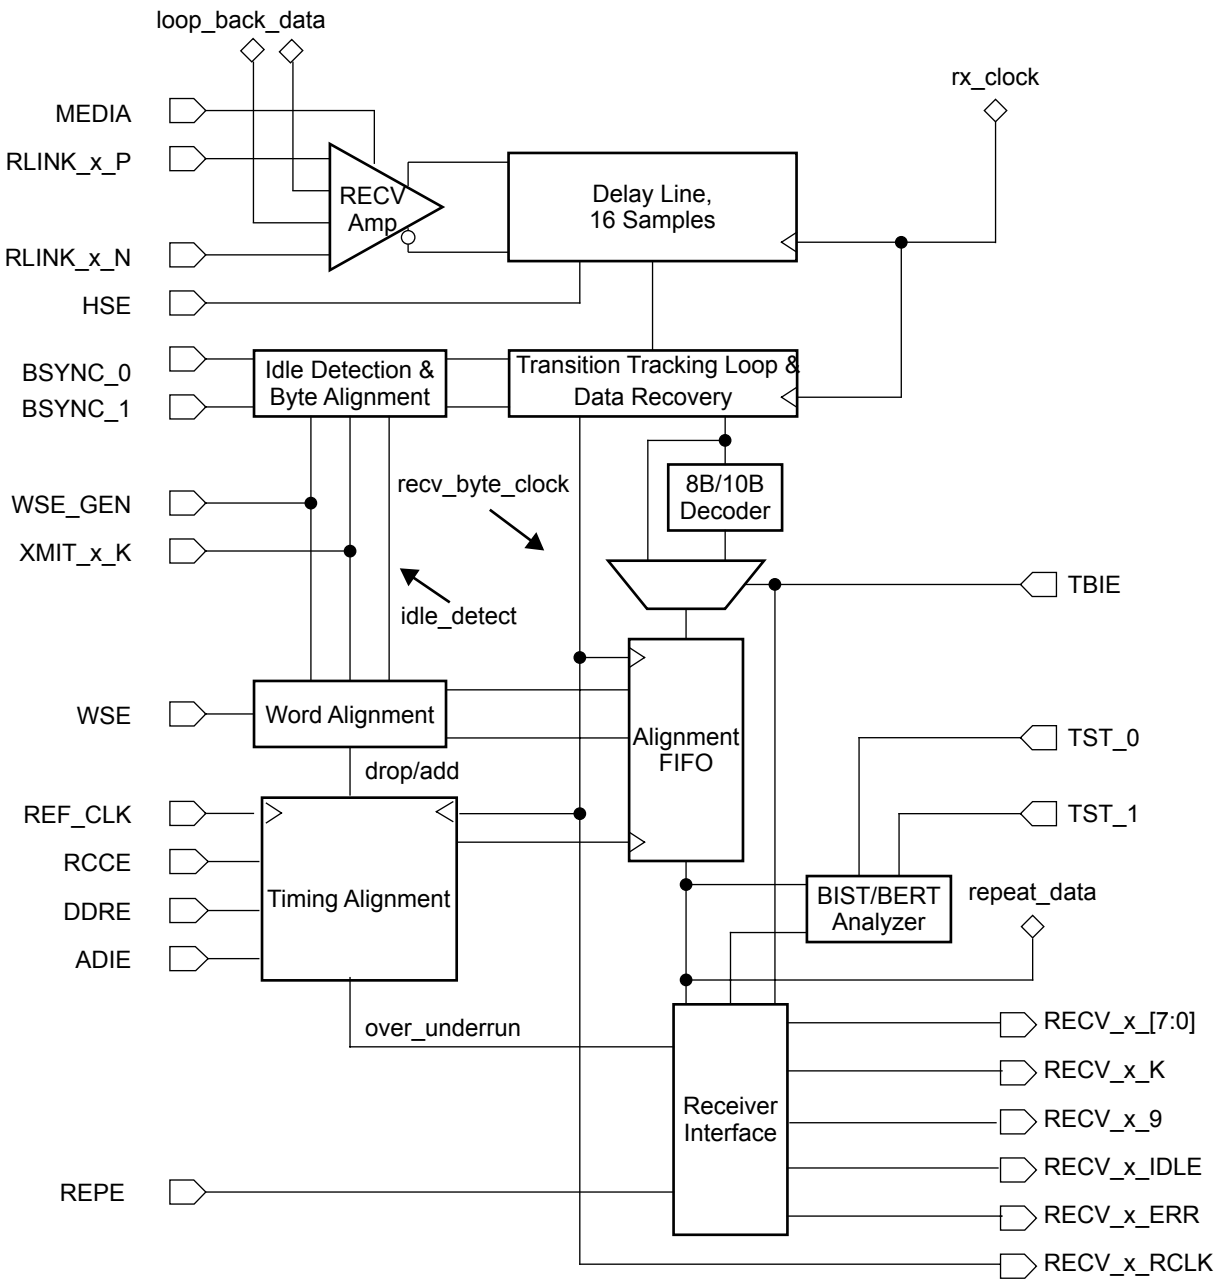 loop_back_data
rx_clock
MEDIA
RLINK_x_P
RECV
Amp
Delay Line,
16 Samples
RLINK_x_N
HSE
BSYNC_0
BSYNC_1
Idle Detection &
Byte Alignment
Transition Tracking Loop &
Data Recovery
recv_byte_clock
8B/10B
Decoder
WSE_GEN
XMIT_x_K
idle_detect
TBIE
WSE
Word Alignment
Alignment
FIFO
TST_0
drop/add
REF_CLK
TST_1
RCCE
DDRE
ADIE
Timing Alignment
BIST/BERT
Analyzer
repeat_data
over_underrun
RECV_x_[7:0]
RECV_x_K
Receiver
Interface
RECV_x_9
RECV_x_IDLE
REPE
RECV_x_ERR
RECV_x_RCLK